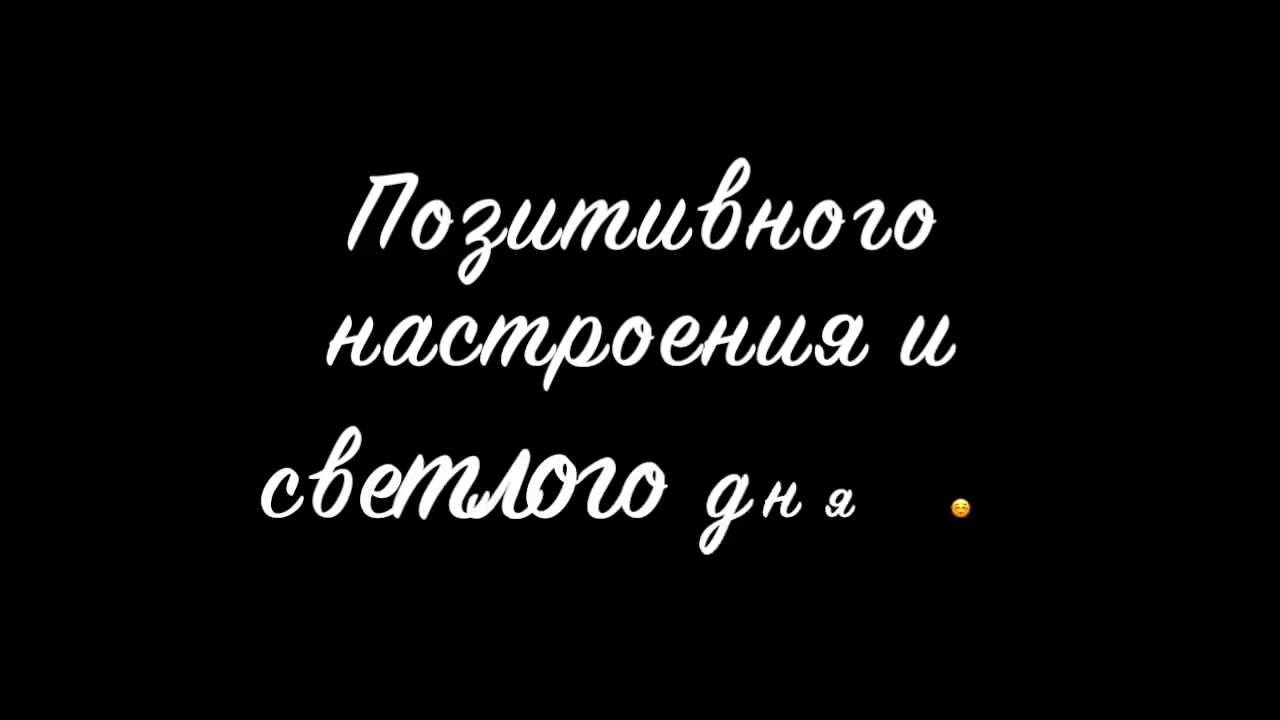 Позитивного
настроения и
светлого дня ☺️